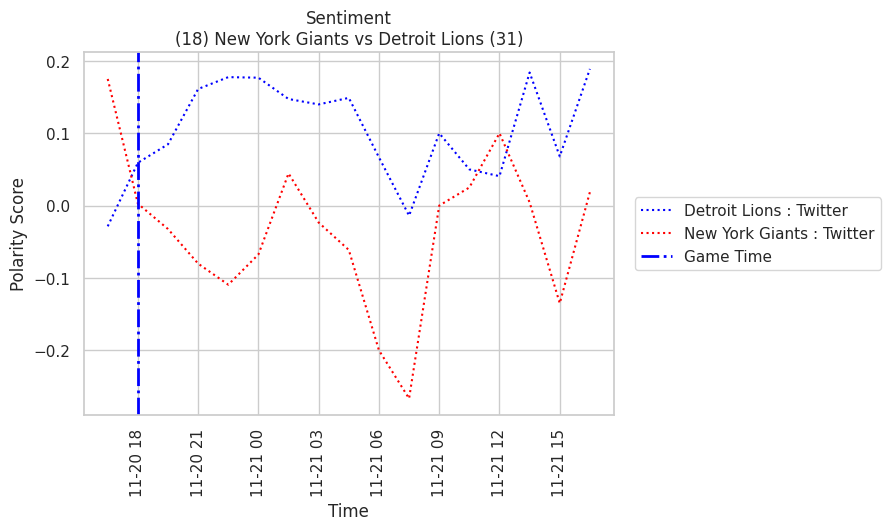 Sentiment
(18) New York Giants vs Detroit Lions (31)
Polarity Score
0.2
0.1
0.0
−0.1
−0.2
11-20 18
11-20 21
11-21 00
11-21 03
11-21 06
11-21 09
11-21 12
11-21 15
Time
Detroit Lions : Twitter
New York Giants : Twitter
Game Time